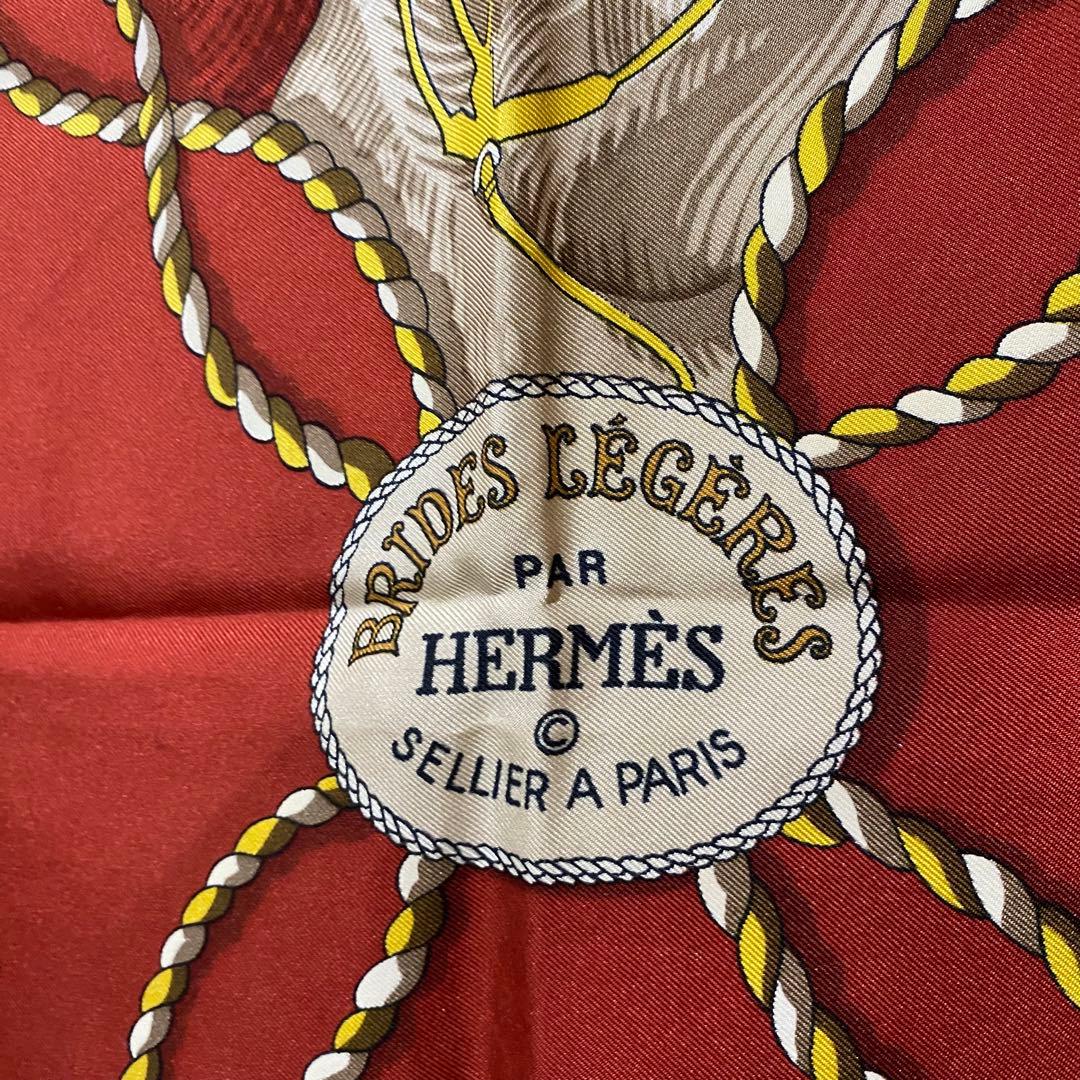 BRIDES LÉGÈRES
PAR
HERMÈS
©
SELLIER A PARIS